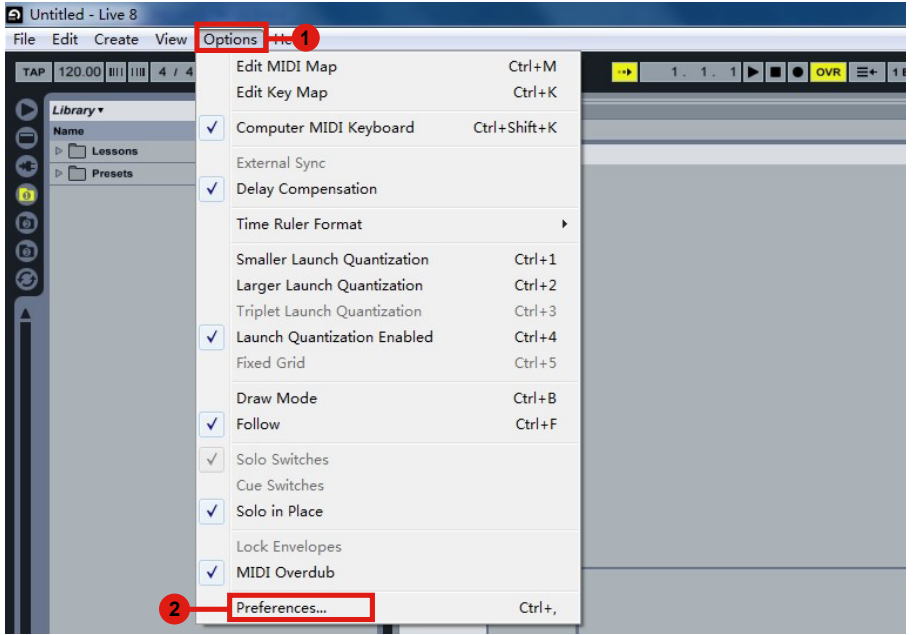 Untitled - Live 8
File Edit Create View Options 1
TAP 120.00 4 / 4 1. 1. 1 OVR
Library
Name
Lessons
Presets
Edit MIDI Map Ctrl+M
Edit Key Map Ctrl+K
Computer MIDI Keyboard Ctrl+Shift+K
External Sync
Delay Compensation
Time Ruler Format
Smaller Launch Quantization Ctrl+1
Larger Launch Quantization Ctrl+2
Triplet Launch Quantization Ctrl+3
Launch Quantization Enabled Ctrl+4
Fixed Grid Ctrl+5
Draw Mode Ctrl+B
Follow Ctrl+F
Solo Switches
Cue Switches
Solo in Place
Lock Envelopes
MIDI Overdub
2 Preferences... Ctrl+,